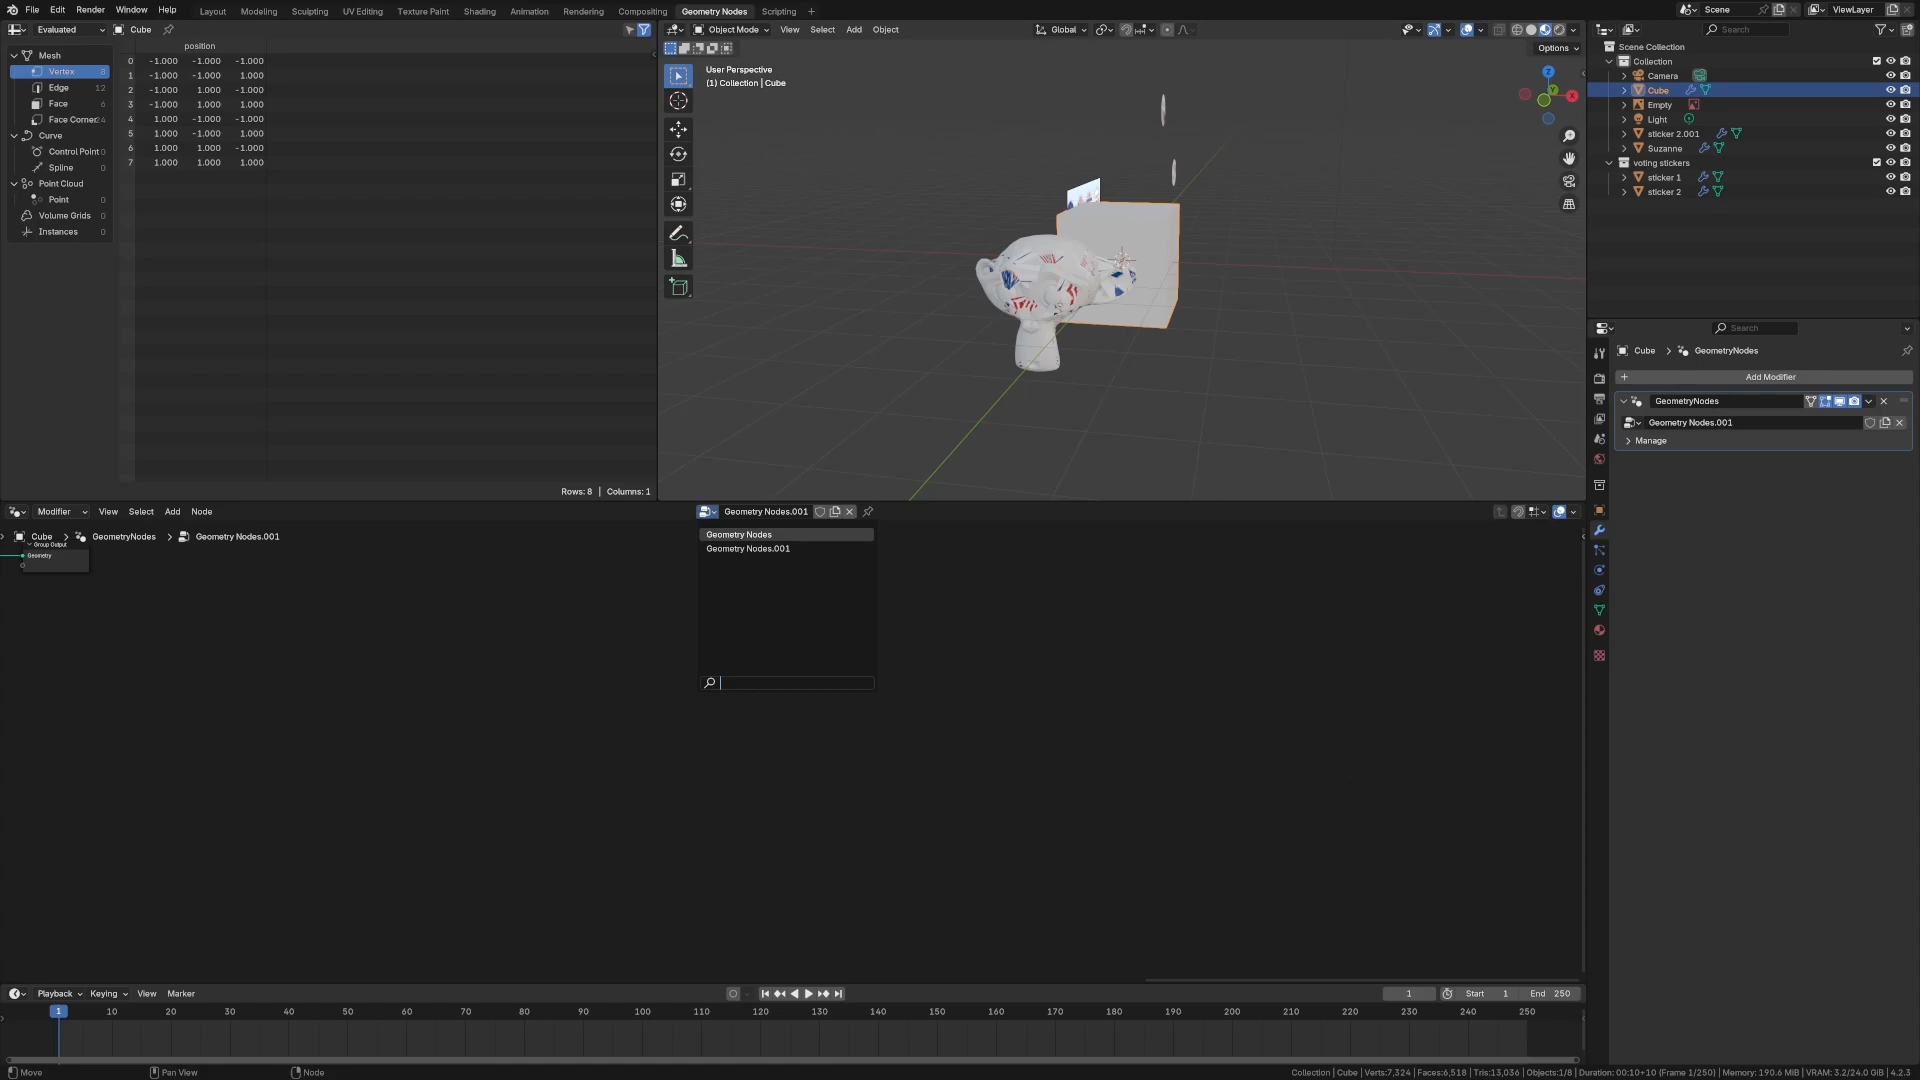 File Edit Render Window Help Layout Modeling Sculpting UV Editing Texture Paint Shading Animation Rendering Compositing Geometry Nodes Scripting + Scene ViewLayer
Evaluated Cube
position
Mesh
Vertex 8
Edge 12
Face 6
Face Corner 24
Curve
Control Point 0
Spline 0
Point Cloud
Point 0
Volume Grids 0
Instances 0
0 -1.000 -1.000 -1.000
1 -1.000 -1.000 1.000
2 -1.000 1.000 -1.000
3 -1.000 1.000 1.000
4 1.000 -1.000 -1.000
5 1.000 -1.000 1.000
6 1.000 1.000 -1.000
7 1.000 1.000 1.000
Rows: 8 | Columns: 1
Object Mode View Select Add Object Global
Options
User Perspective
(1) Collection | Cube
Z
Y
X
Search
Scene Collection
Collection
Camera
Cube
Empty
Light
sticker 2.001
Suzanne
voting stickers
sticker 1
sticker 2
Search
Cube > GeometryNodes
+ Add Modifier
GeometryNodes
Geometry Nodes.001
Manage
Modifier View Select Add Node Geometry Nodes.001
Cube > GeometryNodes > Geometry Nodes.001
Group Output
Geometry
Geometry Nodes
Geometry Nodes.001
Playback Keying View Marker 1 Start 1 End 250
1 10 20 30 40 50 60 70 80 90 100 110 120 130 140 150 160 170 180 190 200 210 220 230 240 250
Move Pan View Node Collection | Cube | Verts:7,324 | Faces:6,518 | Tris:13,036 | Objects:1/8 | Duration: 00:10+10 (Frame 1/250) | Memory: 190.6 MiB | VRAM: 3.2/24.0 GiB | 4.2.3